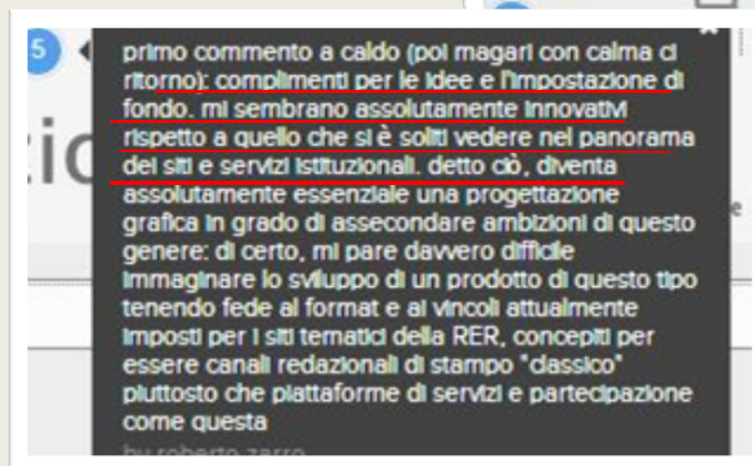 5
primo commento a caldo (poi magari con calma ci
ritorno): complimenti per le idee e l'impostazione di
fondo. mi sembrano assolutamente innovativi
rispetto a quello che si è soliti vedere nel panorama
dei siti e servizi istituzionali. detto ciò, diventa
assolutamente essenziale una progettazione
grafica in grado di assecondare ambizioni di questo
genere: di certo, mi pare davvero difficile
immaginare lo sviluppo di un prodotto di questo tipo
tenendo fede al format e ai vincoli attualmente
imposti per i siti tematici della RER, concepiti per
essere canali redazionali di stampo "classico"
piuttosto che piattaforme di servizi e partecipazione
come questa
by roberto zarro